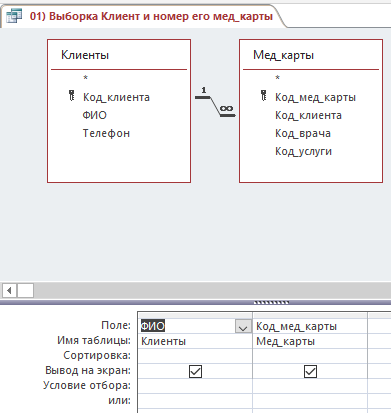 01) Выборка Клиент и номер его мед_карты
Клиенты
*
Код_клиента
ФИО
Телефон
1
∞
Мед_карты
*
Код_мед_карты
Код_клиента
Код_врача
Код_услуги
Поле: ФИО Код_мед_карты
Имя таблицы: Клиенты Мед_карты
Сортировка:
Вывод на экран:
Условие отбора:
или: